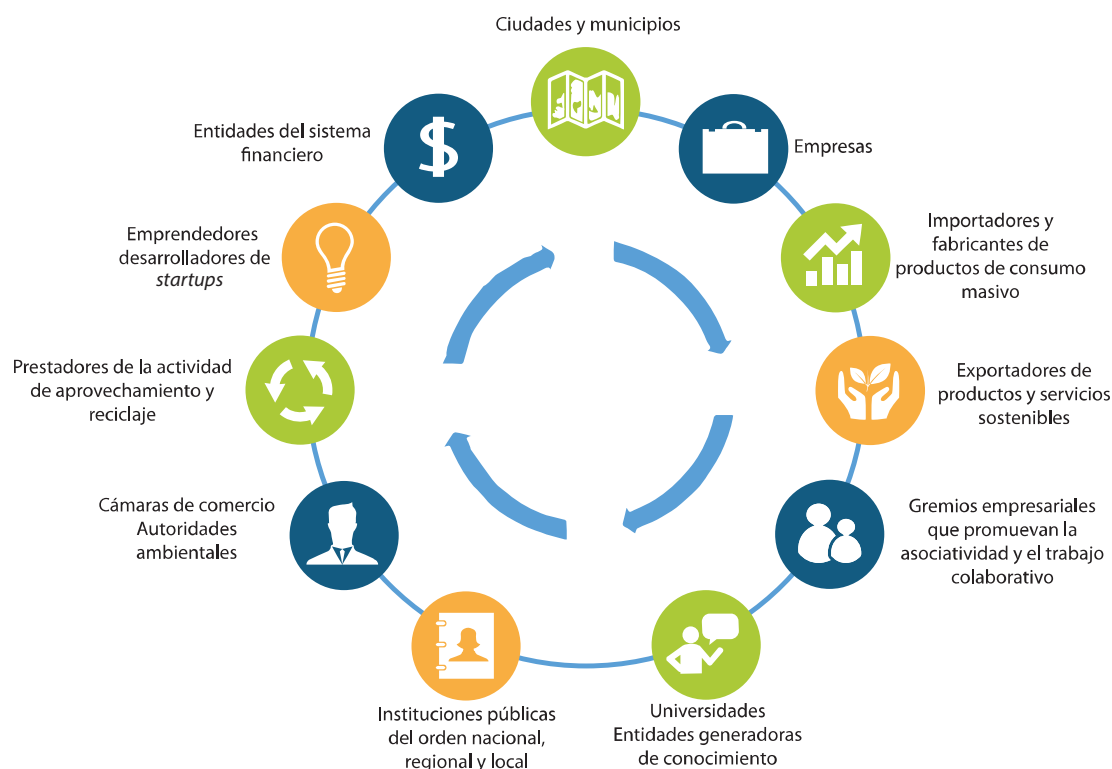 Ciudades y municipios
Empresas
Importadores y
fabricantes de
productos de consumo
masivo
Exportadores de
productos y servicios
sostenibles
Gremios empresariales
que promuevan la
asociatividad y el trabajo
colaborativo
Universidades
Entidades generadoras
de conocimiento
Instituciones públicas
del orden nacional,
regional y local
Cámaras de comercio
Autoridades
ambientales
Prestadores de la actividad
de aprovechamiento y
reciclaje
Emprendedores
desarrolladores de
startups
Entidades del sistema
financiero
$